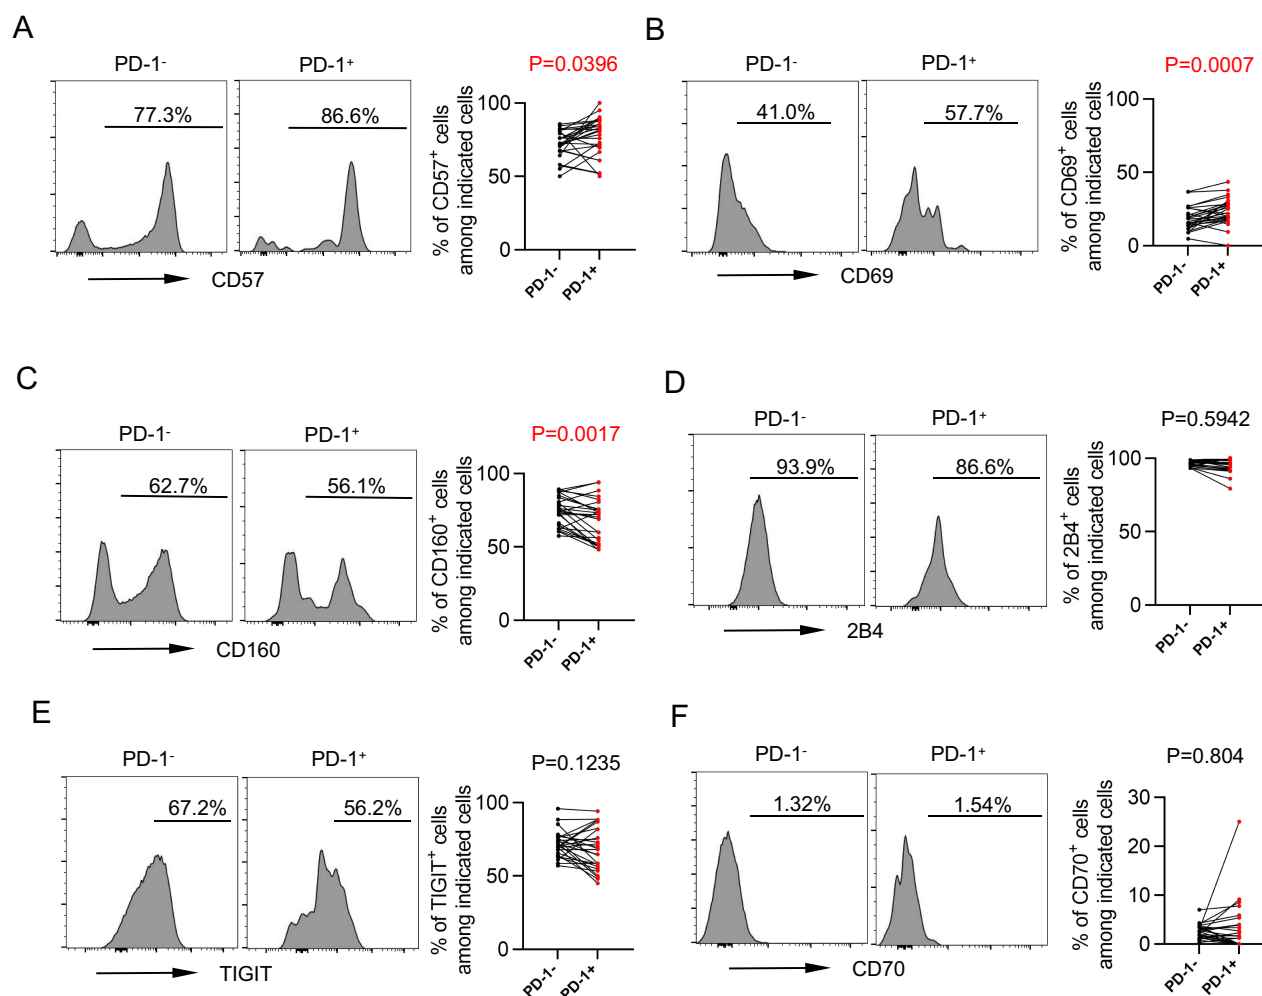 A
PD-1-
PD-1+
P=0.0396
77.3%
86.6%
% of CD57+ cells
among indicated cells
100
50
0
PD-1-
PD-1+
CD57
B
PD-1-
PD-1+
P=0.0007
41.0%
57.7%
% of CD69+ cells
among indicated cells
100
50
0
PD-1-
PD-1+
CD69
C
PD-1-
PD-1+
P=0.0017
62.7%
56.1%
% of CD160+ cells
among indicated cells
100
50
0
PD-1-
PD-1+
CD160
D
PD-1-
PD-1+
P=0.5942
93.9%
86.6%
% of 2B4+ cells
among indicated cells
100
50
0
PD-1-
PD-1+
2B4
E
PD-1-
PD-1+
P=0.1235
67.2%
56.2%
% of TIGIT+ cells
among indicated cells
100
50
0
PD-1-
PD-1+
TIGIT
F
PD-1-
PD-1+
P=0.804
1.32%
1.54%
% of CD70+ cells
among indicated cells
30
20
10
0
PD-1-
PD-1+
CD70